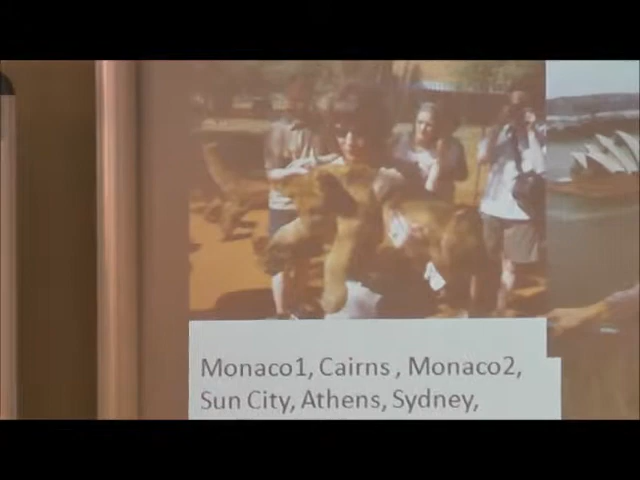 Monaco1, Cairns , Monaco2,
Sun City, Athens, Sydney,